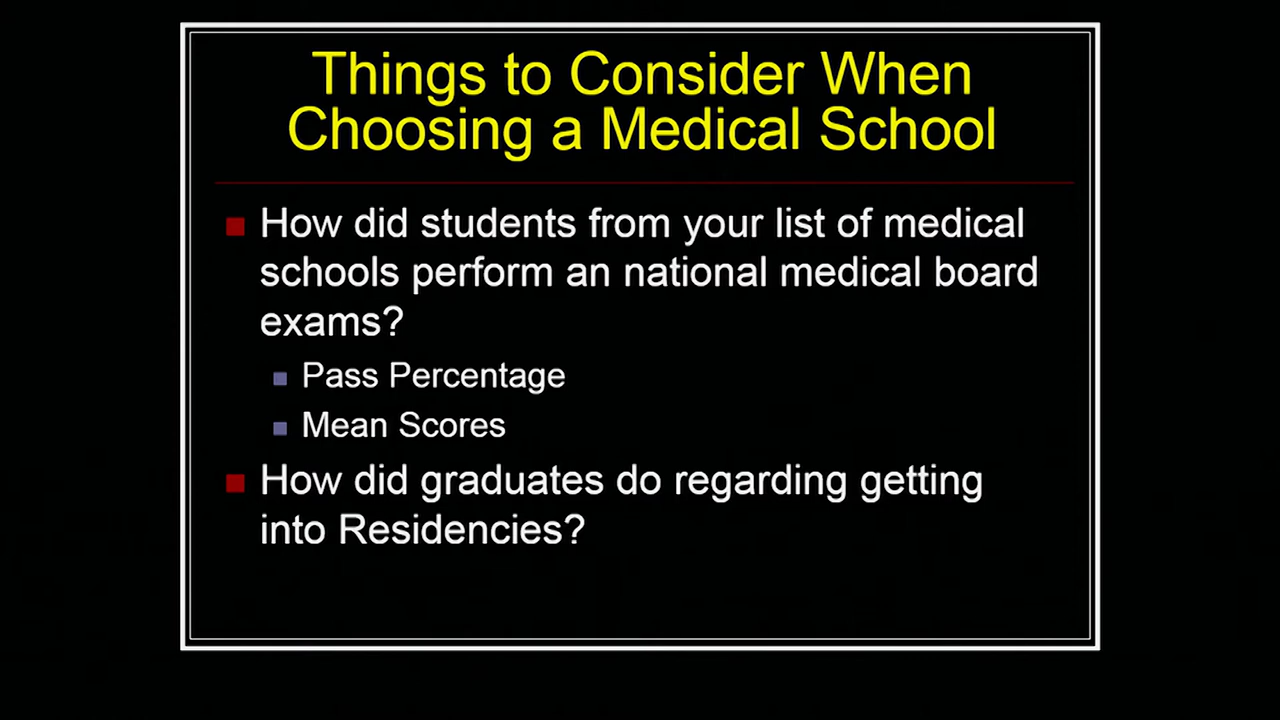 Things to Consider When
Choosing a Medical School
How did students from your list of medical
schools perform an national medical board
exams?
Pass Percentage
Mean Scores
How did graduates do regarding getting
into Residencies?